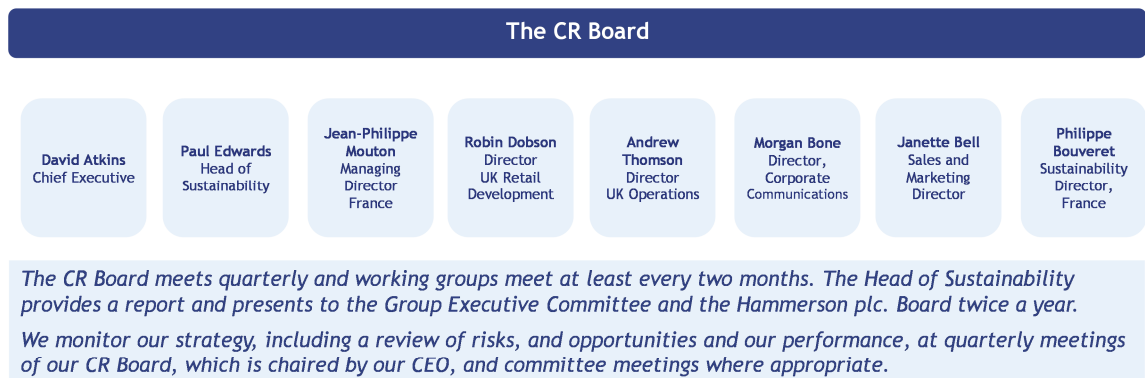 The CR Board
David Atkins
Chief Executive
Paul Edwards
Head of
Sustainability
Jean-Philippe
Mouton
Managing
Director
France
Robin Dobson
Director
UK Retail
Development
Andrew
Thomson
Director
UK Operations
Morgan Bone
Director,
Corporate
Communications
Janette Bell
Sales and
Marketing
Director
Philippe
Bouveret
Sustainability
Director,
France
The CR Board meets quarterly and working groups meet at least every two months. The Head of Sustainability
provides a report and presents to the Group Executive Committee and the Hammerson plc. Board twice a year.
We monitor our strategy, including a review of risks, and opportunities and our performance, at quarterly meetings
of our CR Board, which is chaired by our CEO, and committee meetings where appropriate.